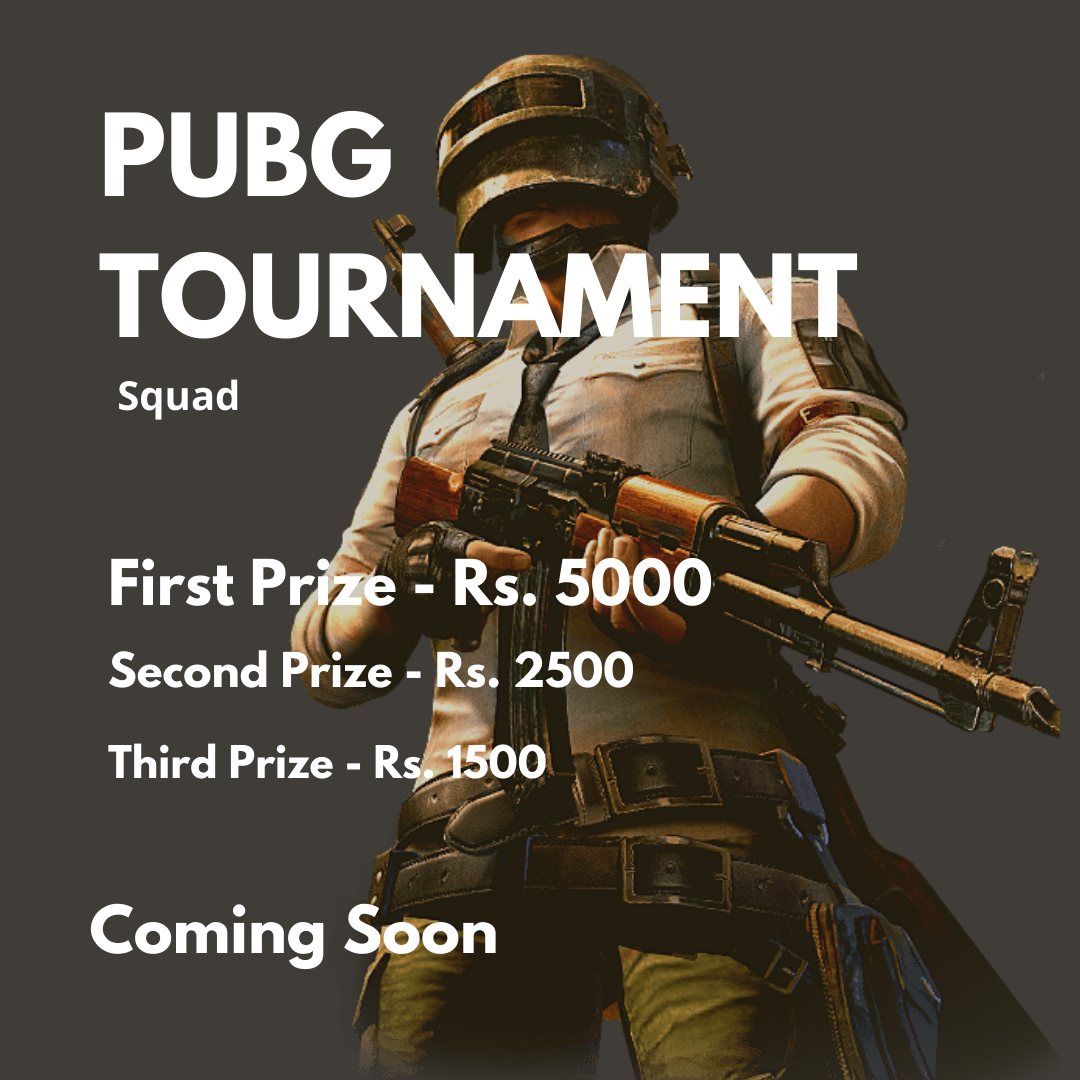 PUBG
TOURNAMENT
Squad
First Prize - Rs. 5000
Second Prize - Rs. 2500
Third Prize - Rs. 1500
Coming Soon